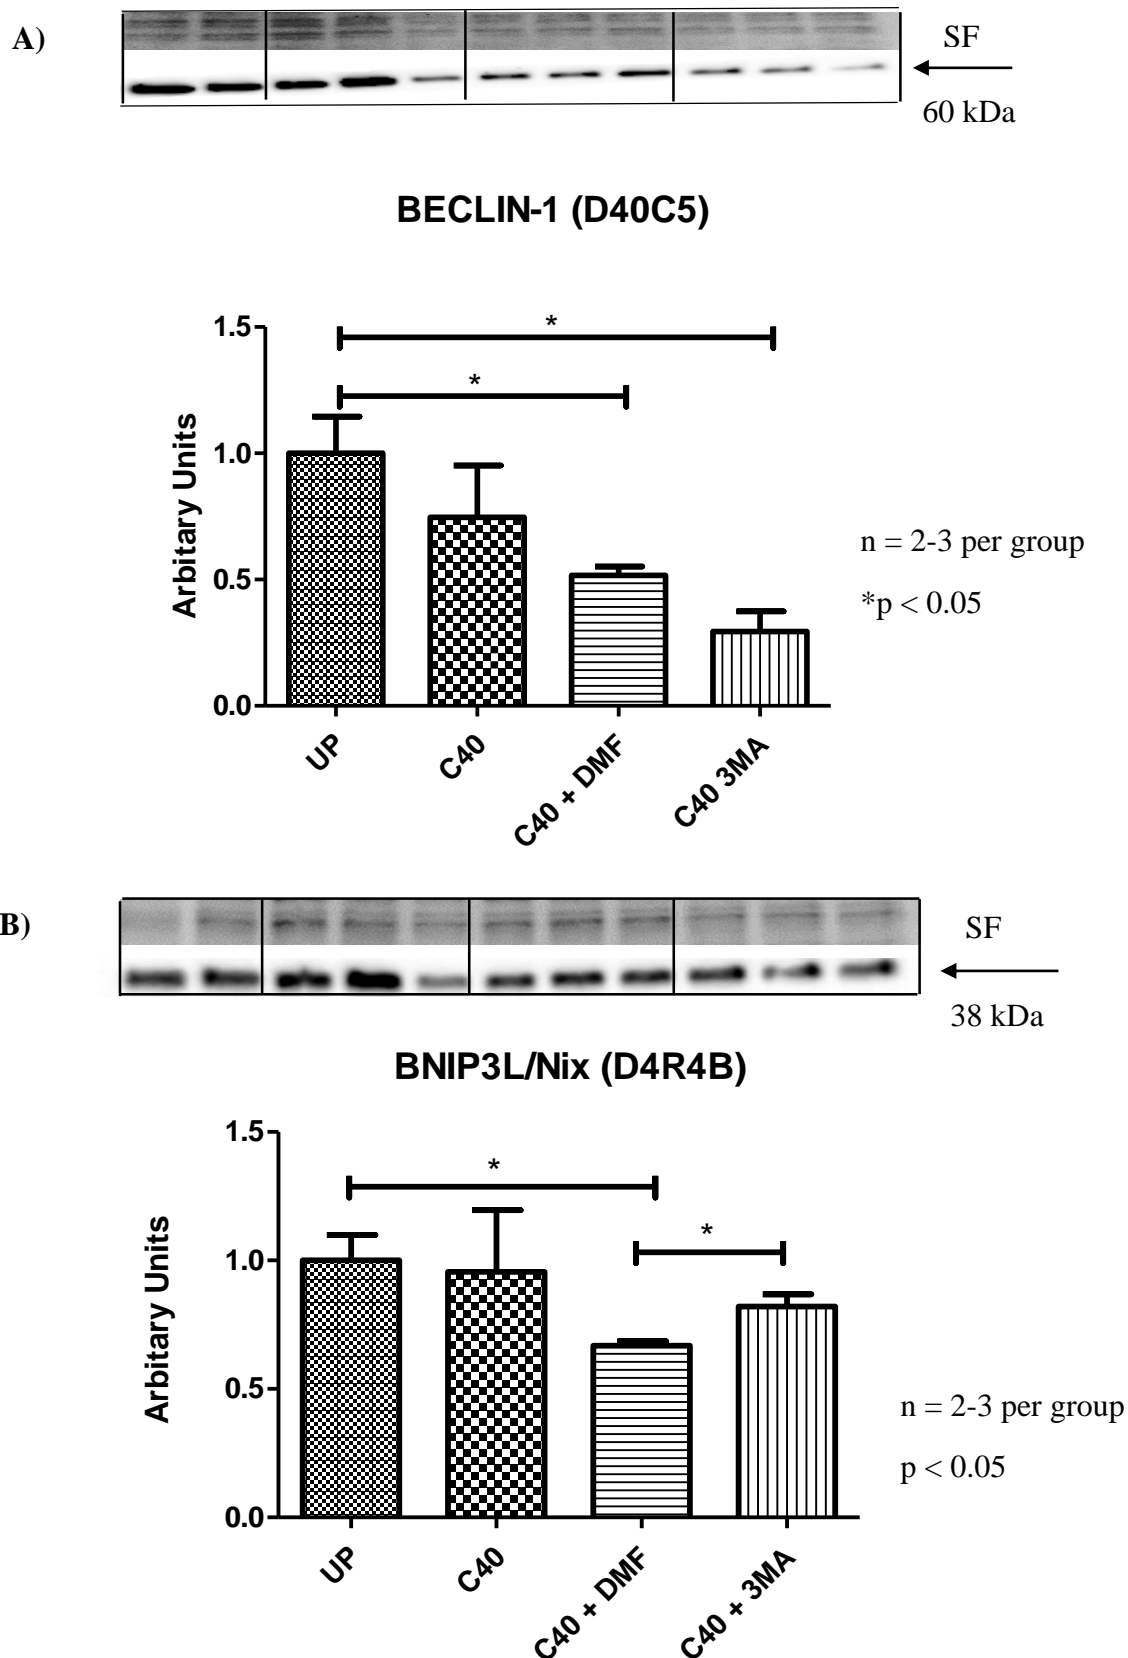 A)
SF
60 kDa
BECLIN-1 (D40C5)
*
*
1.5
1.0
0.5
0.0
Arbitary Units
n = 2-3 per group
*p < 0.05
UP
C40
C40 + DMF
C40 3MA
B)
SF
38 kDa
BNIP3L/Nix (D4R4B)
*
*
1.5
1.0
0.5
0.0
Arbitary Units
n = 2-3 per group
p < 0.05
UP
C40
C40 + DMF
C40 + 3MA